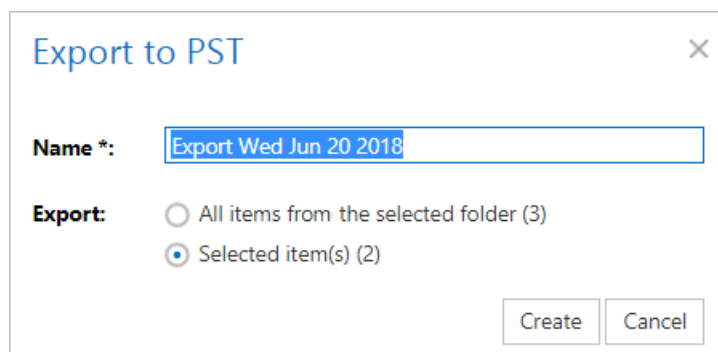 Export to PST
Name *: Export Wed Jun 20 2018
Export: All items from the selected folder (3)
Selected item(s) (2)
Create Cancel